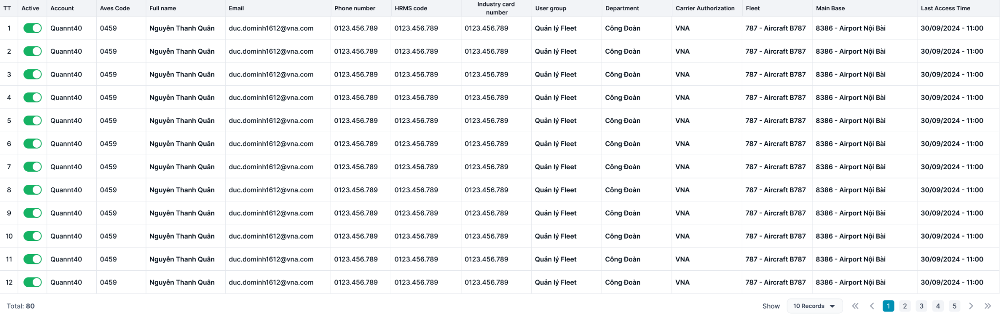 TT Active Account Aves Code Full name Email Phone number HRMS code Industry card number User group Department Carrier Authorization Fleet Main Base Last Access Time
1 Quannt40 0459 Nguyễn Thanh Quân duc.dominh1612@vna.com 0123.456.789 0123.456.789 0123.456.789 Quản lý Fleet Công Đoàn VNA 787 - Aircraft B787 8386 - Airport Nội Bài 30/09/2024 - 11:00
2 Quannt40 0459 Nguyễn Thanh Quân duc.dominh1612@vna.com 0123.456.789 0123.456.789 0123.456.789 Quản lý Fleet Công Đoàn VNA 787 - Aircraft B787 8386 - Airport Nội Bài 30/09/2024 - 11:00
3 Quannt40 0459 Nguyễn Thanh Quân duc.dominh1612@vna.com 0123.456.789 0123.456.789 0123.456.789 Quản lý Fleet Công Đoàn VNA 787 - Aircraft B787 8386 - Airport Nội Bài 30/09/2024 - 11:00
4 Quannt40 0459 Nguyễn Thanh Quân duc.dominh1612@vna.com 0123.456.789 0123.456.789 0123.456.789 Quản lý Fleet Công Đoàn VNA 787 - Aircraft B787 8386 - Airport Nội Bài 30/09/2024 - 11:00
5 Quannt40 0459 Nguyễn Thanh Quân duc.dominh1612@vna.com 0123.456.789 0123.456.789 0123.456.789 Quản lý Fleet Công Đoàn VNA 787 - Aircraft B787 8386 - Airport Nội Bài 30/09/2024 - 11:00
6 Quannt40 0459 Nguyễn Thanh Quân duc.dominh1612@vna.com 0123.456.789 0123.456.789 0123.456.789 Quản lý Fleet Công Đoàn VNA 787 - Aircraft B787 8386 - Airport Nội Bài 30/09/2024 - 11:00
7 Quannt40 0459 Nguyễn Thanh Quân duc.dominh1612@vna.com 0123.456.789 0123.456.789 0123.456.789 Quản lý Fleet Công Đoàn VNA 787 - Aircraft B787 8386 - Airport Nội Bài 30/09/2024 - 11:00
8 Quannt40 0459 Nguyễn Thanh Quân duc.dominh1612@vna.com 0123.456.789 0123.456.789 0123.456.789 Quản lý Fleet Công Đoàn VNA 787 - Aircraft B787 8386 - Airport Nội Bài 30/09/2024 - 11:00
9 Quannt40 0459 Nguyễn Thanh Quân duc.dominh1612@vna.com 0123.456.789 0123.456.789 0123.456.789 Quản lý Fleet Công Đoàn VNA 787 - Aircraft B787 8386 - Airport Nội Bài 30/09/2024 - 11:00
10 Quannt40 0459 Nguyễn Thanh Quân duc.dominh1612@vna.com 0123.456.789 0123.456.789 0123.456.789 Quản lý Fleet Công Đoàn VNA 787 - Aircraft B787 8386 - Airport Nội Bài 30/09/2024 - 11:00
11 Quannt40 0459 Nguyễn Thanh Quân duc.dominh1612@vna.com 0123.456.789 0123.456.789 0123.456.789 Quản lý Fleet Công Đoàn VNA 787 - Aircraft B787 8386 - Airport Nội Bài 30/09/2024 - 11:00
12 Quannt40 0459 Nguyễn Thanh Quân duc.dominh1612@vna.com 0123.456.789 0123.456.789 0123.456.789 Quản lý Fleet Công Đoàn VNA 787 - Aircraft B787 8386 - Airport Nội Bài 30/09/2024 - 11:00
Total: 80 Show 10 Records 1 2 3 4 5